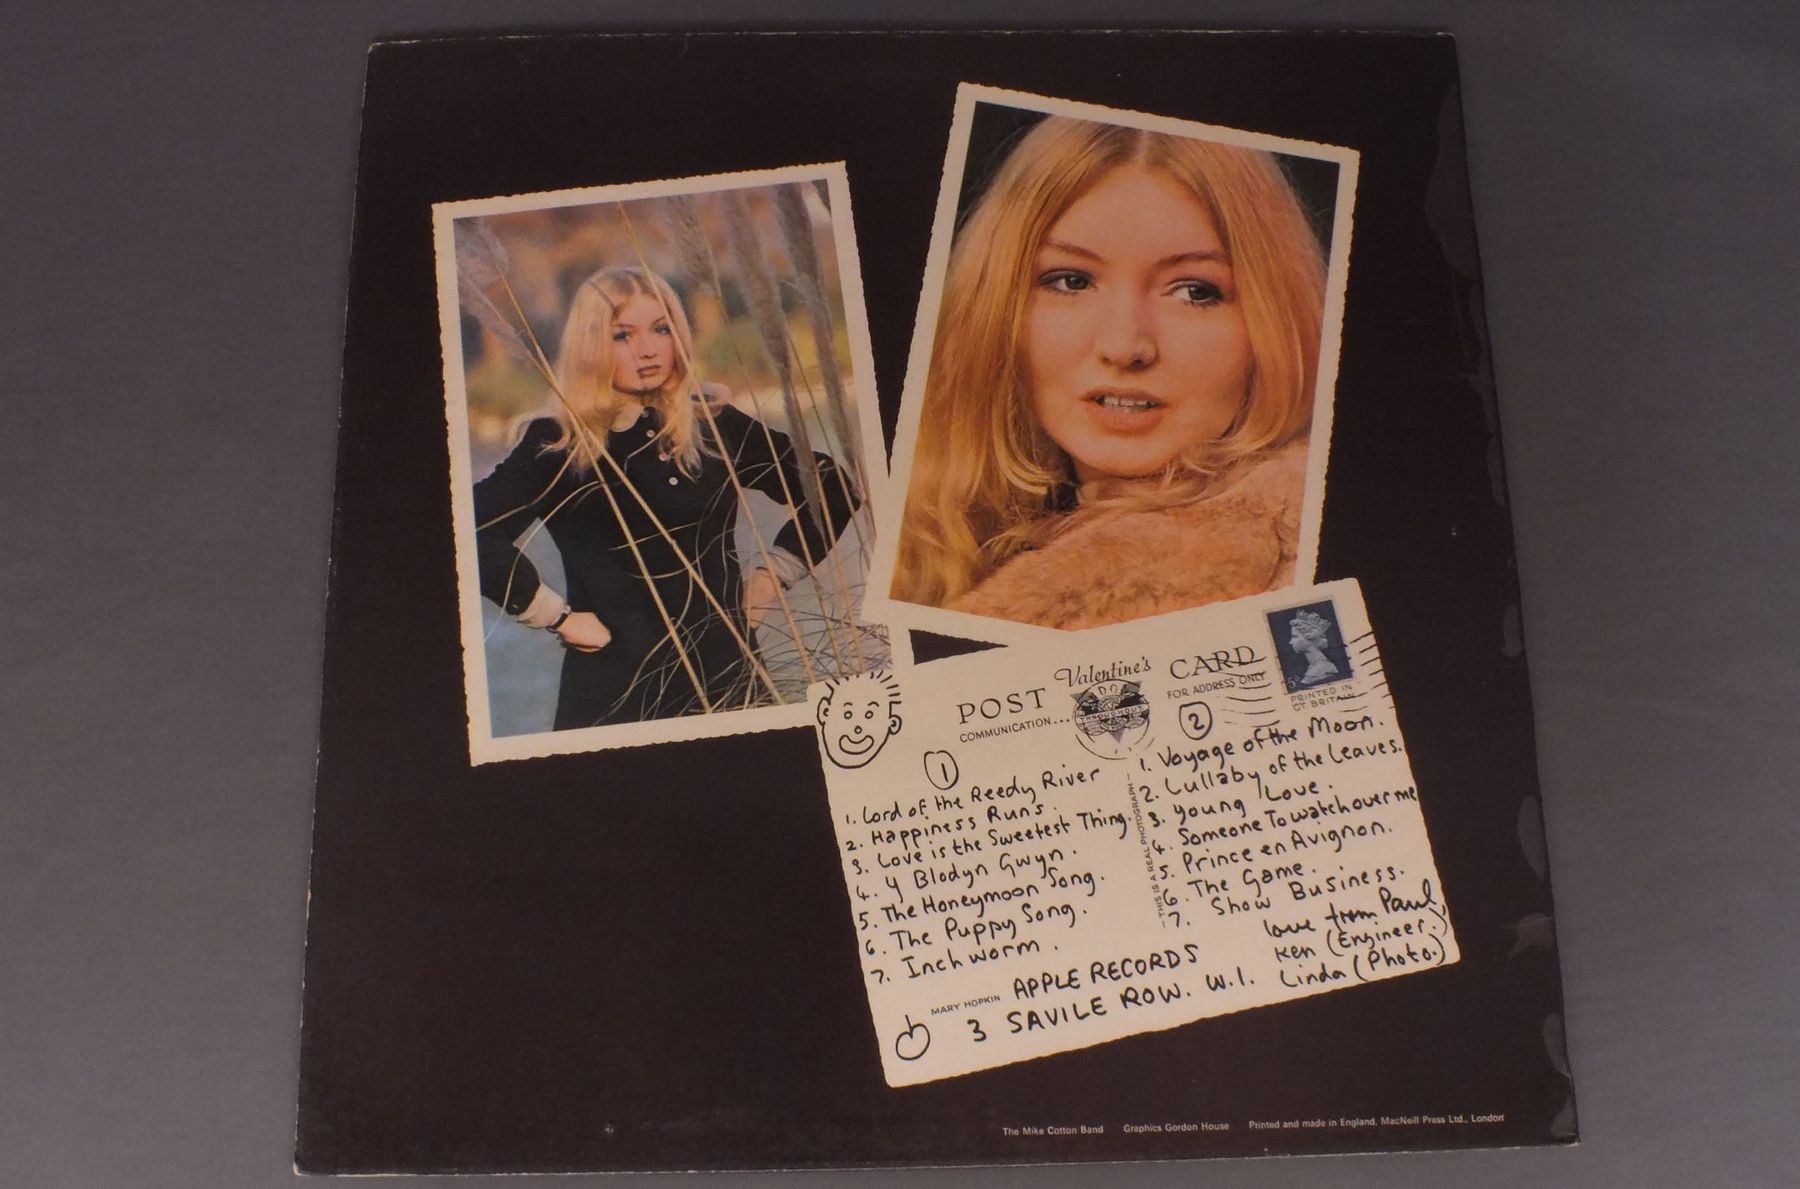 POST
Valentine's
CARD
COMMUNICATION...
FOR ADDRESS ONLY
THROUGHOUT
PRINTED IN
GT. BRITAIN
1
1. Lord of the Reedy River
2. Happiness Runs.
3. Love is the Sweetest Thing.
4. Y Blodyn Gwyn.
5. The Honeymoon Song.
6. The Puppy Song.
7. Inchworm.
—THIS IS A REAL PHOTOGRAPH—
2
1. Voyage of the Moon.
2. Lullaby of the Leaves.
3. Young Love.
4. Someone To watch over me
5. Prince en Avignon.
6. The Game.
7. Show Business.
love from Paul
Ken (Engineer.)
Linda (Photo.)
MARY HOPKIN
APPLE RECORDS
3 SAVILE ROW. W.1.
The Mike Cotton Band Graphics Gordon House Printed and made in England, MacNeill Press Ltd., London